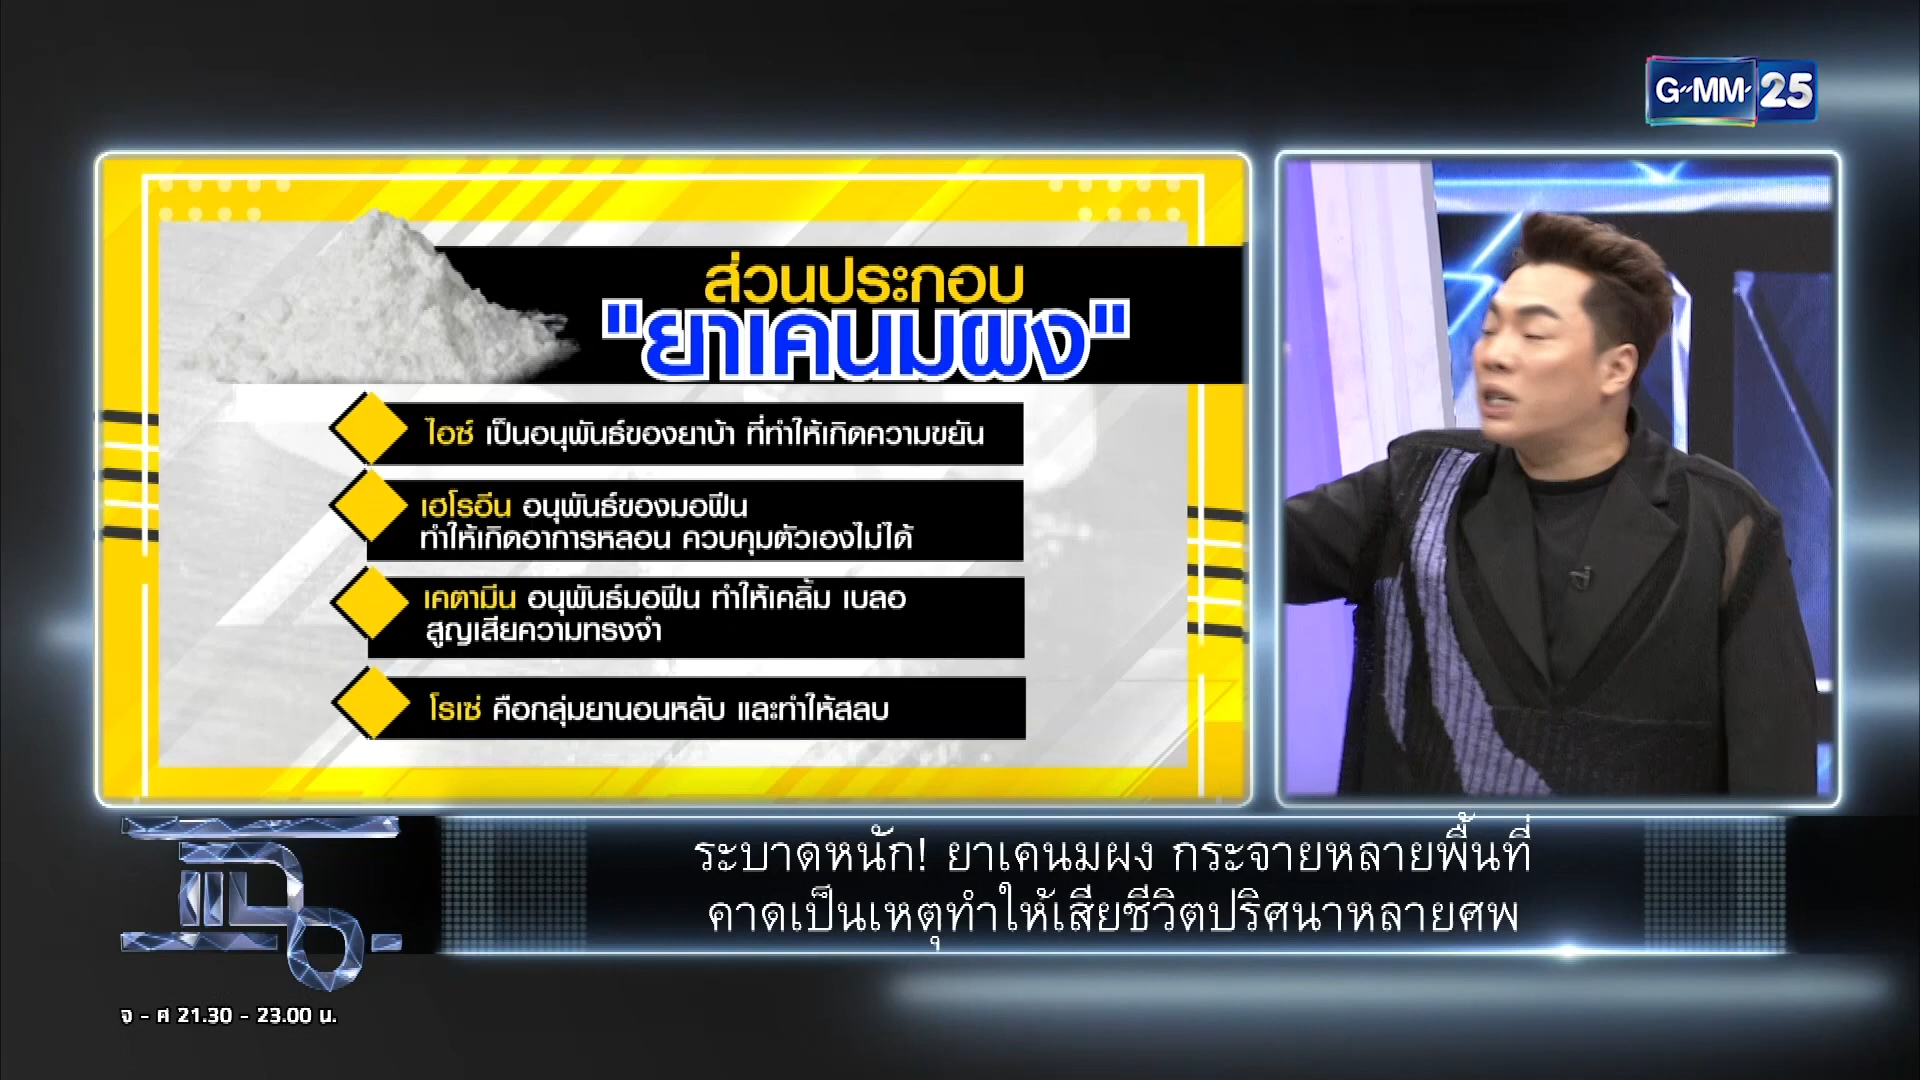 G-MM 25
ส่วนประกอบ
"ยาเคนมผง"
ไอซ์ เป็นอนุพันธ์ของยาบ้า ที่ทำให้เกิดความขยัน
เฮโรอีน อนุพันธ์ของมอฟีน
ทำให้เกิดอาการหลอน ควบคุมตัวเองไม่ได้
เคตามีน อนุพันธ์มอฟีน ทำให้เคลิ้ม เบลอ
สูญเสียความทรงจำ
โรเซ่ คือกลุ่มยานอนหลับ และทำให้สลบ
ระบาดหนัก! ยาเคนมผง กระจายหลายพื้นที่
คาดเป็นเหตุทำให้เสียชีวิตปริศนาหลายศพ
แฉ
จ - ศ 21.30 - 23.00 น.